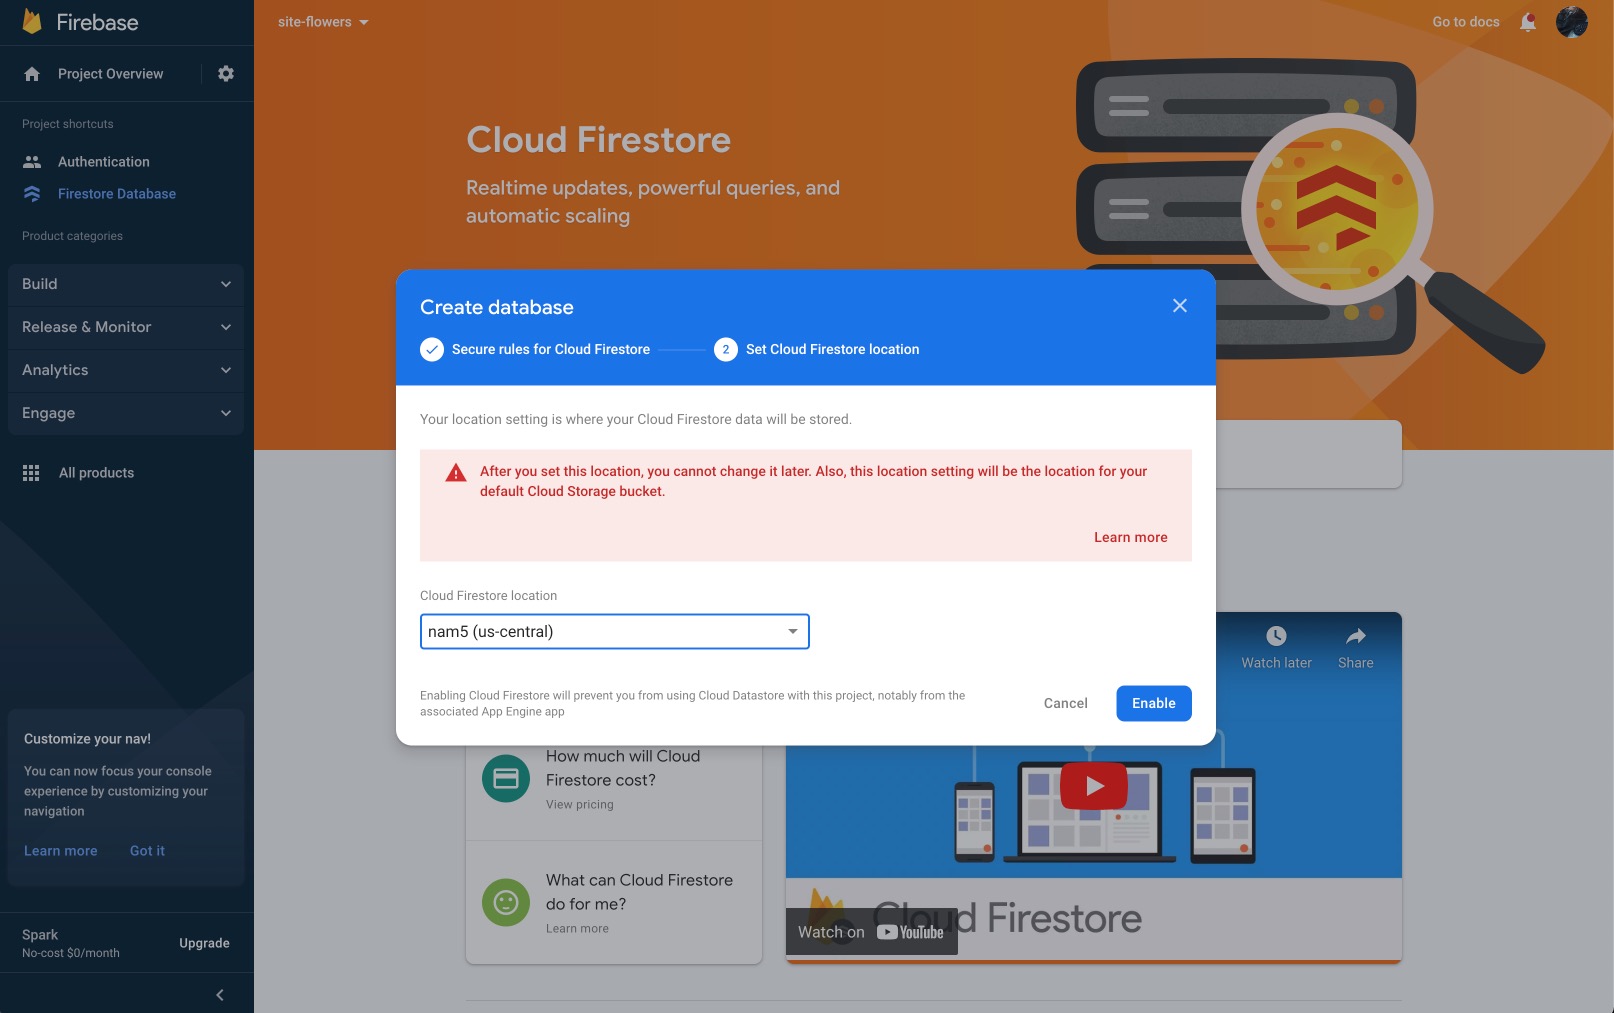 Firebase
site-flowers
Go to docs
Project Overview
Project shortcuts
Authentication
Firestore Database
Product categories
Build
Release & Monitor
Analytics
Engage
All products
Customize your nav!
You can now focus your console
experience by customizing your
navigation
Learn more
Got it
Spark
No-cost $0/month
Upgrade
Cloud Firestore
Realtime updates, powerful queries, and
automatic scaling
Create database
Secure rules for Cloud Firestore
2
Set Cloud Firestore location
Your location setting is where your Cloud Firestore data will be stored.
After you set this location, you cannot change it later. Also, this location setting will be the location for your
default Cloud Storage bucket.
Learn more
Cloud Firestore location
nam5 (us-central)
Enabling Cloud Firestore will prevent you from using Cloud Datastore with this project, notably from the
associated App Engine app
Cancel
Enable
How much will Cloud
Firestore cost?
View pricing
What can Cloud Firestore
do for me?
Learn more
Watch later
Share
Cloud Firestore
Watch on YouTube